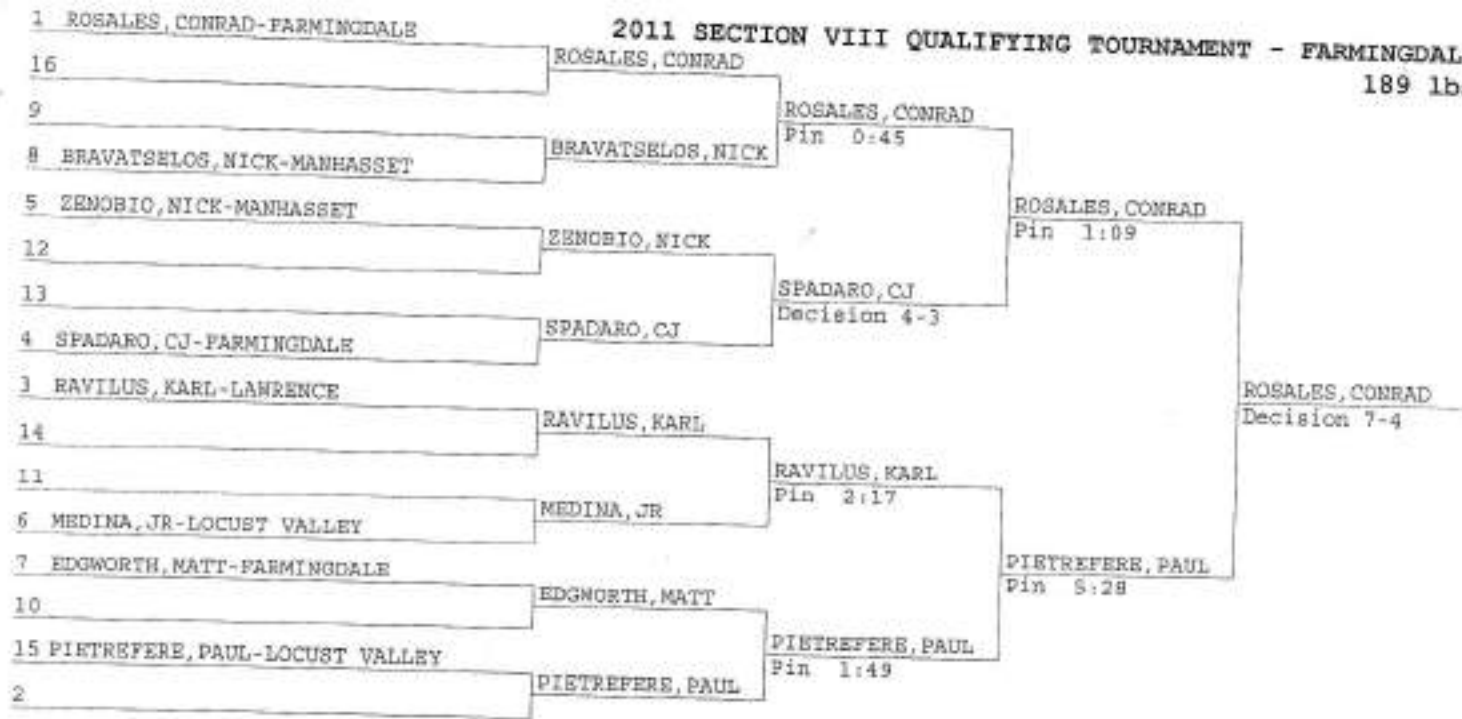 2011 SECTION VIII QUALIFYING TOURNAMENT - FARMINGDAL
189 lb
1 ROSALES,CONRAD-FARMINGDALE
16
9
8 BRAVATSELOS,NICK-MANHASSET
5 ZENOBIO,NICK-MANHASSET
12
13
4 SPADARO,CJ-FARMINGDALE
3 RAVILUS,KARL-LAWRENCE
14
11
6 MEDINA,JR-LOCUST VALLEY
7 EDGWORTH,MATT-FARMINGDALE
10
15 PIETREFERE,PAUL-LOCUST VALLEY
2
ROSALES,CONRAD
BRAVATSELOS,NICK
ZENOBIO,NICK
SPADARO,CJ
RAVILUS,KARL
MEDINA,JR
EDGWORTH,MATT
PIETREFERE,PAUL
ROSALES,CONRAD
Pin 0:45
SPADARO,CJ
Decision 4-3
RAVILUS,KARL
Pin 2:17
PIETREFERE,PAUL
Pin 1:49
ROSALES,CONRAD
Pin 1:09
PIETREFERE,PAUL
Pin 5:28
ROSALES,CONRAD
Decision 7-4